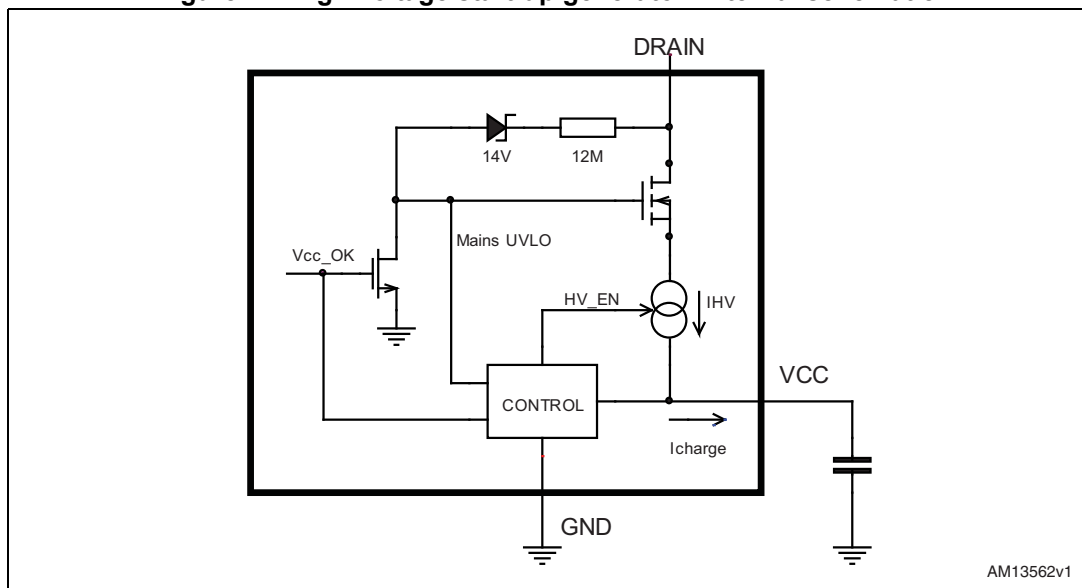 DRAIN
14V
12M
Mains UVLO
Vcc_OK
HV_EN
IHV
VCC
CONTROL
Icharge
GND
AM13562v1